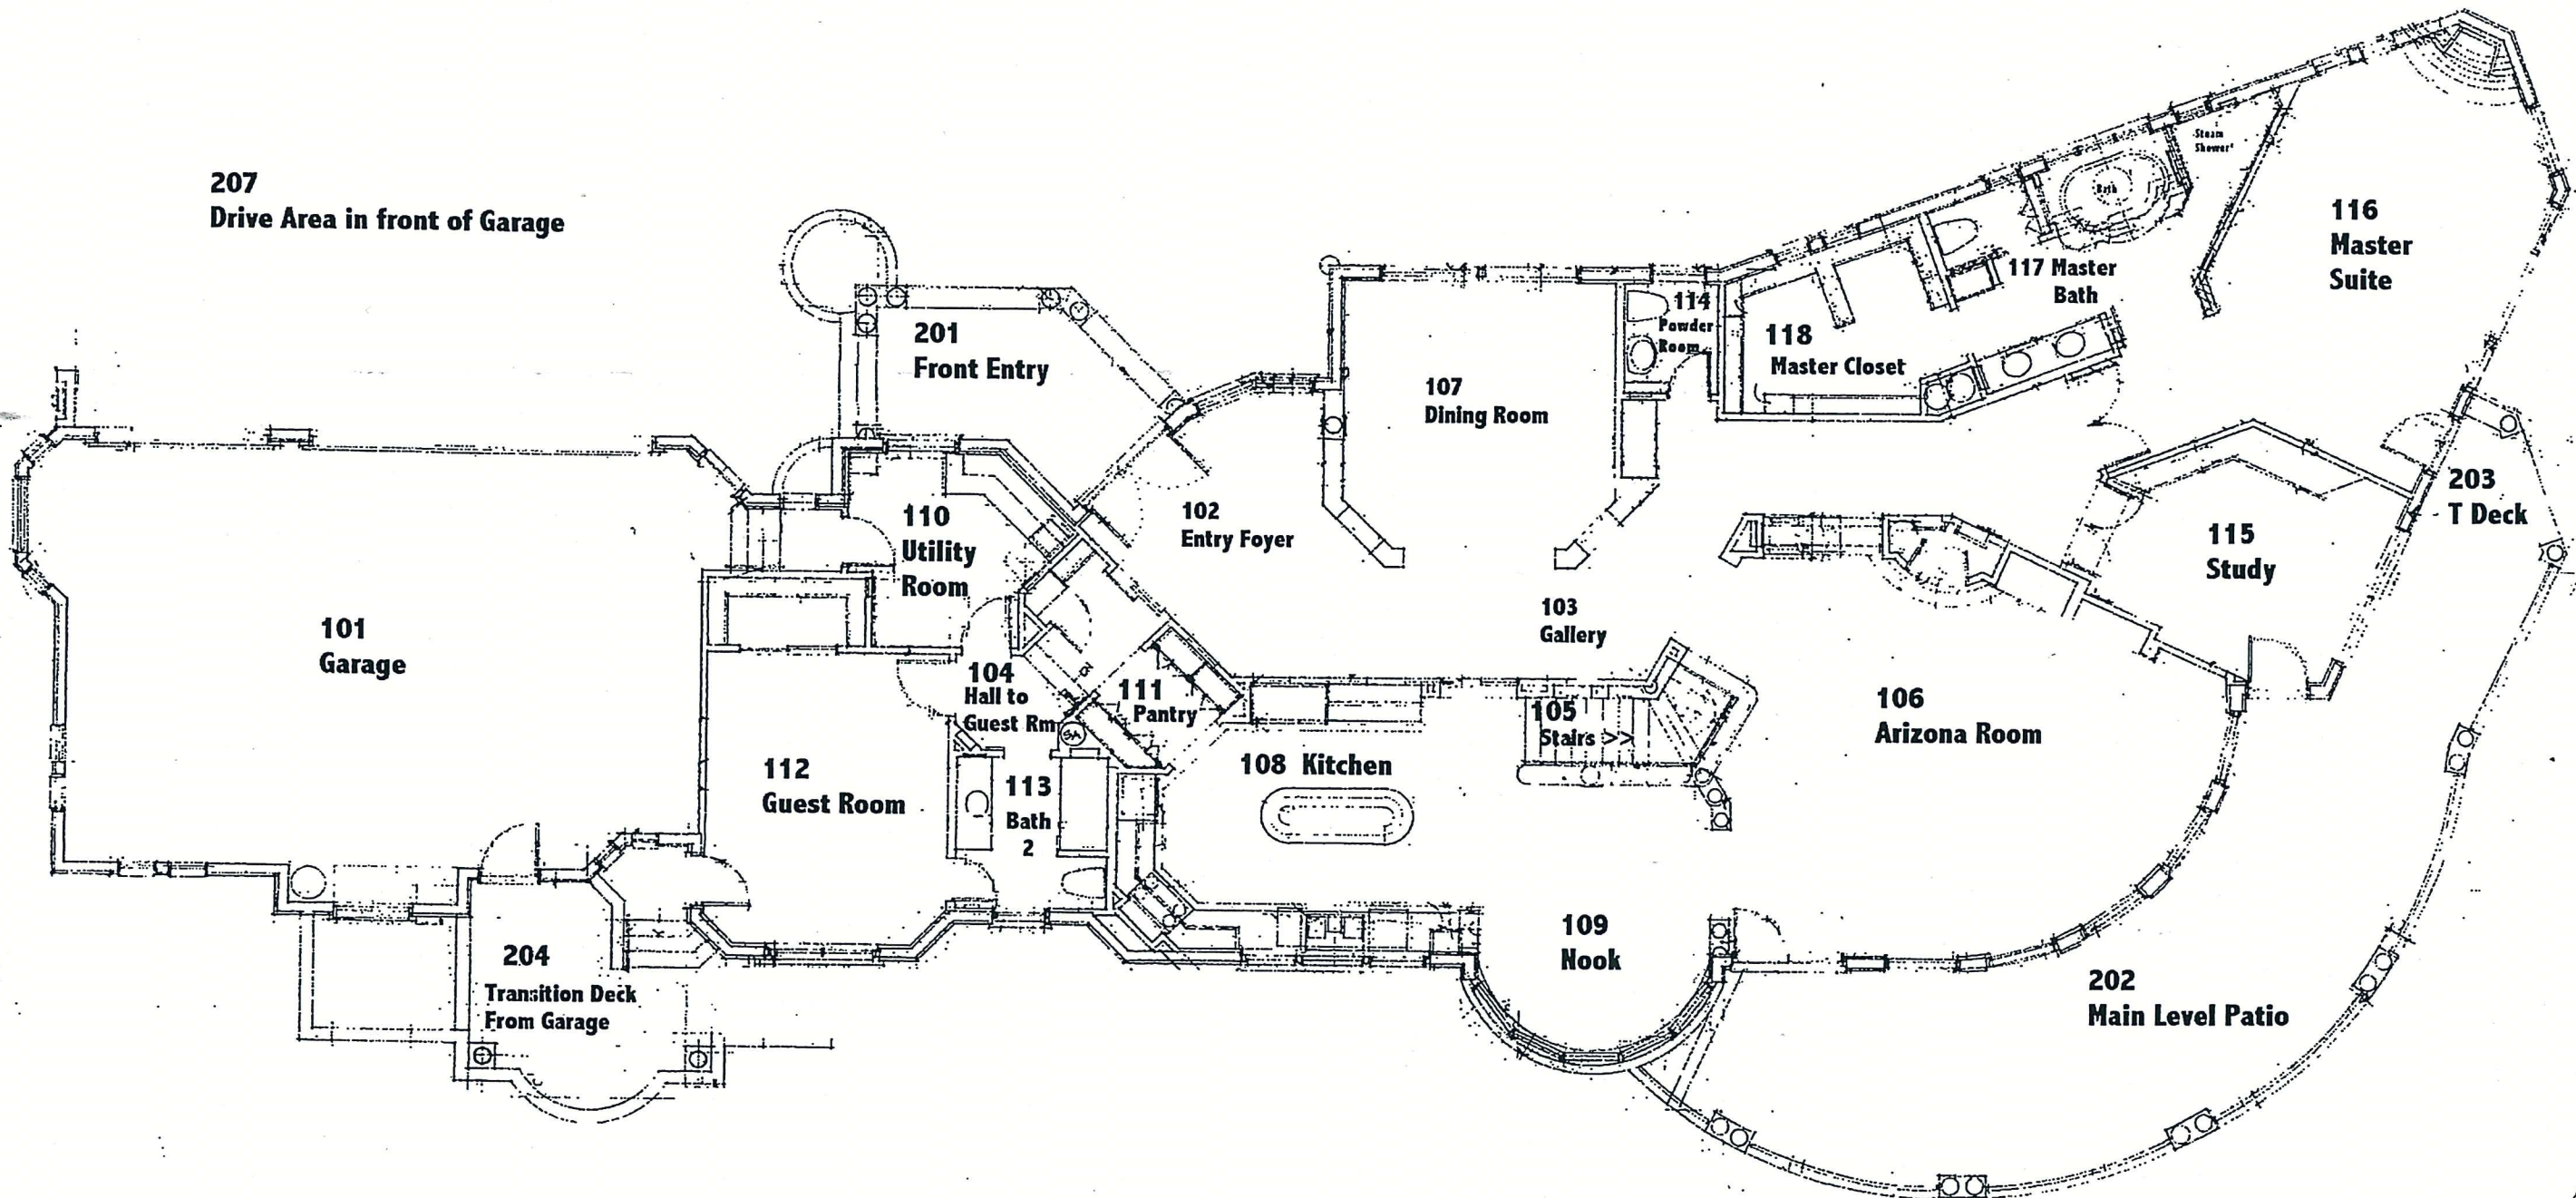 207
Drive Area in front of Garage
201
Front Entry
101
Garage
110
Utility
Room
102
Entry Foyer
107
Dining Room
114
Powder
Room
118
Master Closet
117 Master
Bath
Bath
Steam
Shower
116
Master
Suite
203
T Deck
115
Study
103
Gallery
104
Hall to
Guest Rm
111
Pantry
105
Stairs >>
106
Arizona Room
112
Guest Room
113
Bath
2
108 Kitchen
109
Nook
204
Transition Deck
From Garage
202
Main Level Patio